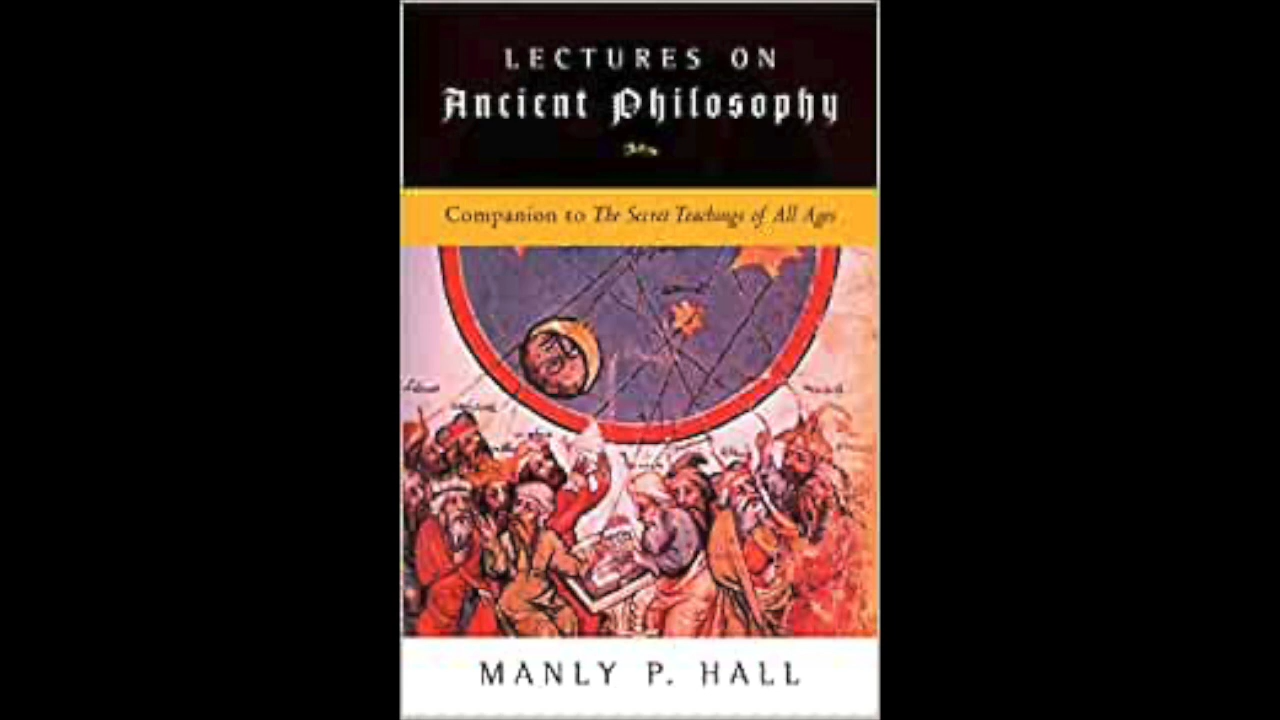 LECTURES ON
Ancient Philosophy
Companion to The Secret Teachings of All Ages
MANLY P. HALL